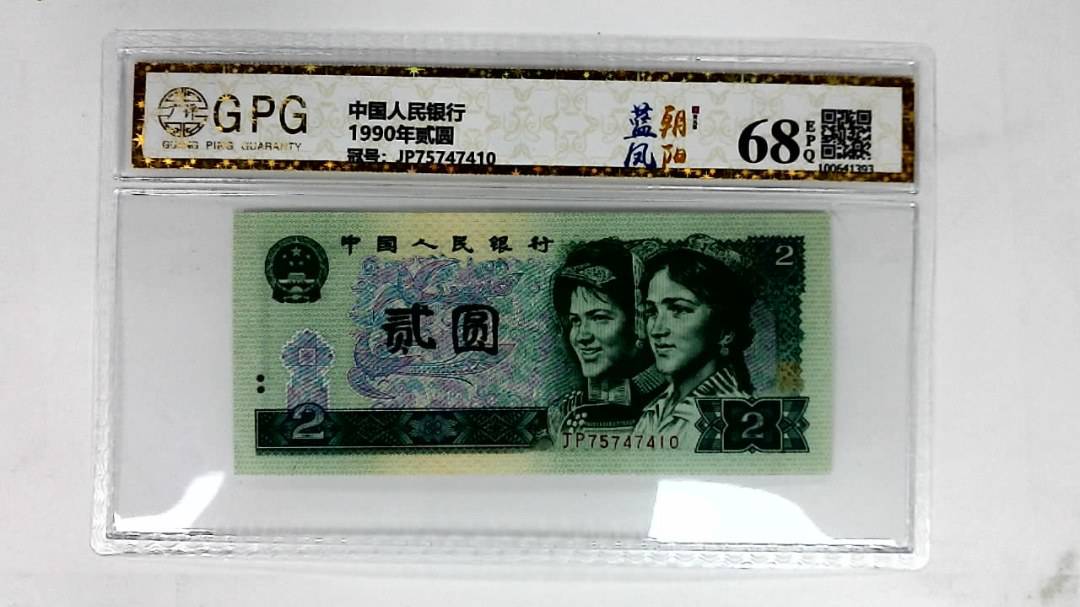 GPG
GUANG PING GUARANTY
中国人民银行
1990年贰圆
冠号：JP75747410
蓝凤
朝阳
68
EPQ
100641393
中国人民银行
2
贰圆
2
JP75747410
2